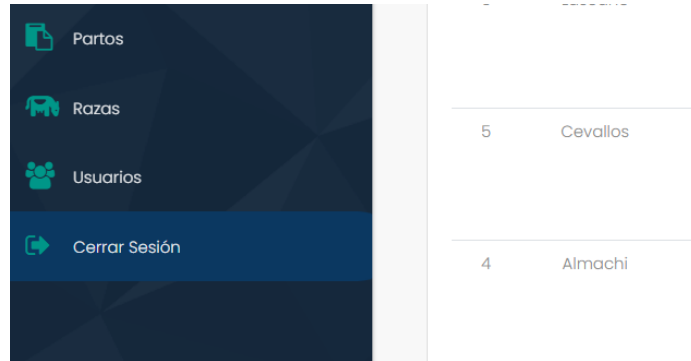 Partos
Razas
Usuarios
Cerrar Sesión
5 Cevallos
4 Almachi